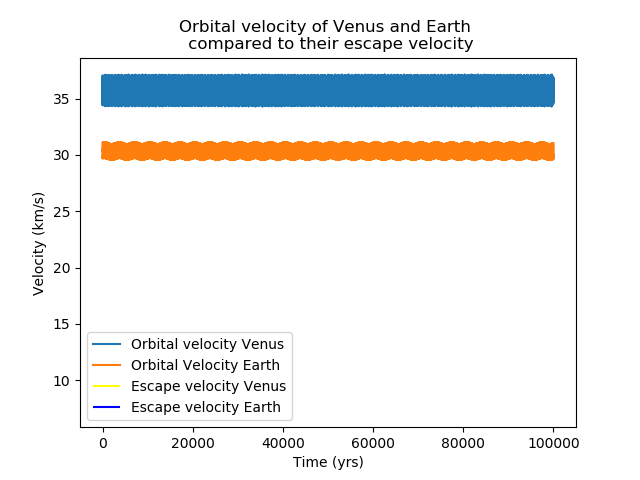 Orbital velocity of Venus and Earth
compared to their escape velocity
Velocity (km/s)
35
30
25
20
15
10
Orbital velocity Venus
Orbital Velocity Earth
Escape velocity Venus
Escape velocity Earth
0 20000 40000 60000 80000 100000
Time (yrs)